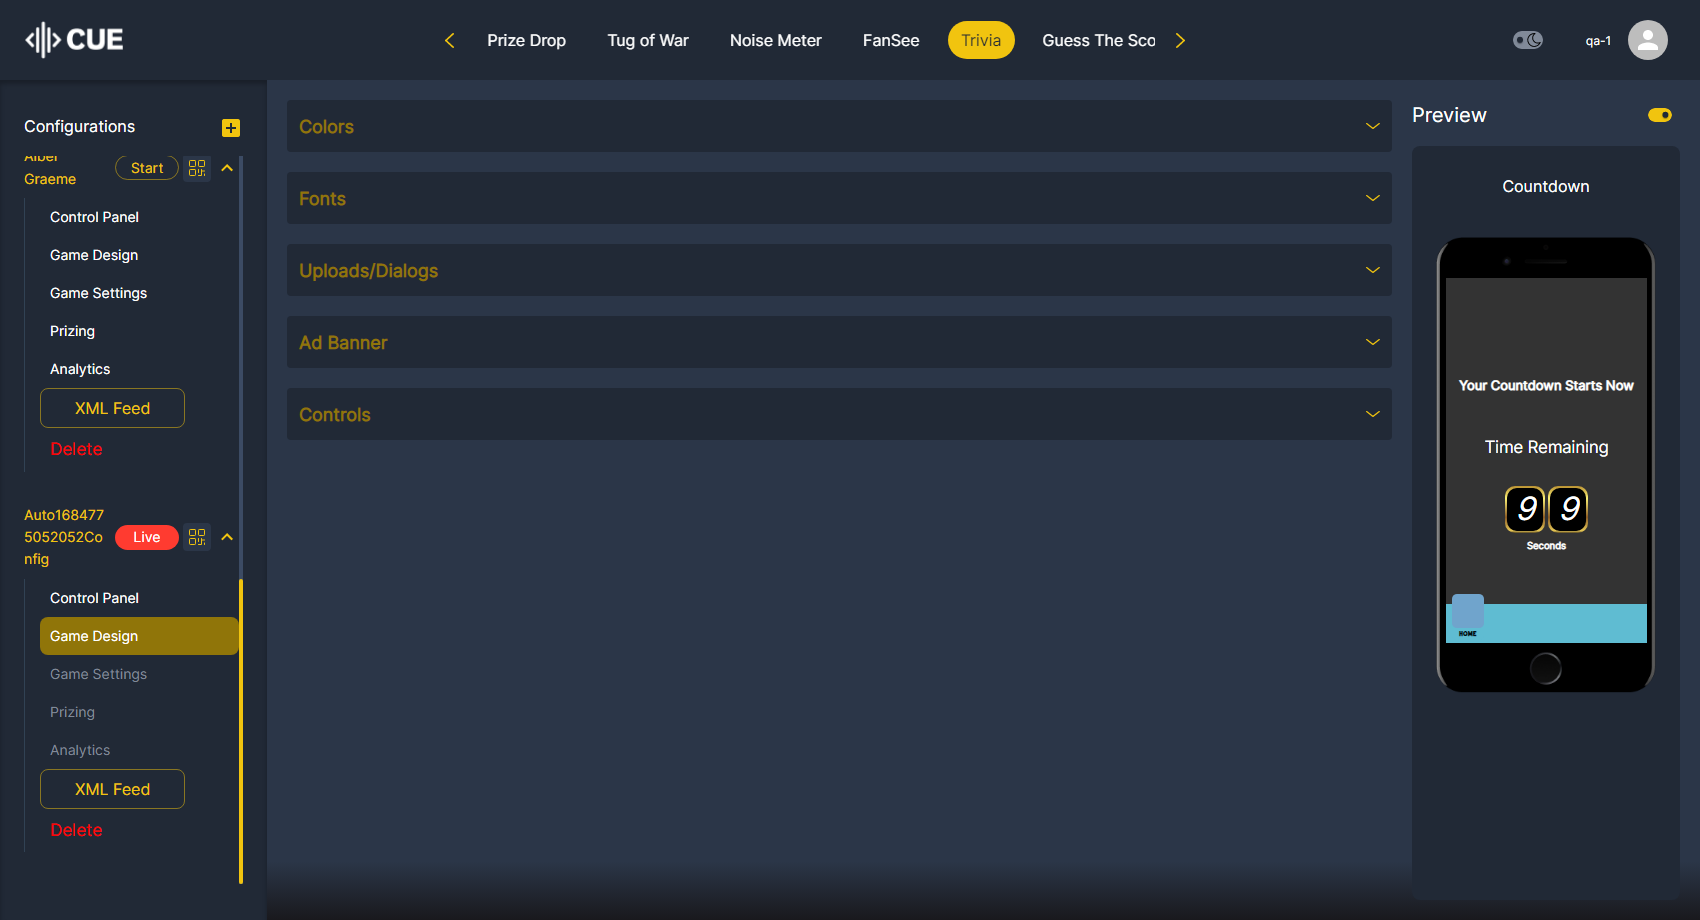 CUE
Prize Drop
Tug of War
Noise Meter
FanSee
Trivia
Guess The Sco
qa-1
Configurations
Alber
Graeme
Start
Control Panel
Game Design
Game Settings
Prizing
Analytics
XML Feed
Delete
Auto168477
5052052Co
nfig
Live
Control Panel
Game Design
Game Settings
Prizing
Analytics
XML Feed
Delete
Colors
Fonts
Uploads/Dialogs
Ad Banner
Controls
Preview
Countdown
Your Countdown Starts Now
Time Remaining
9 9
Seconds
HOME